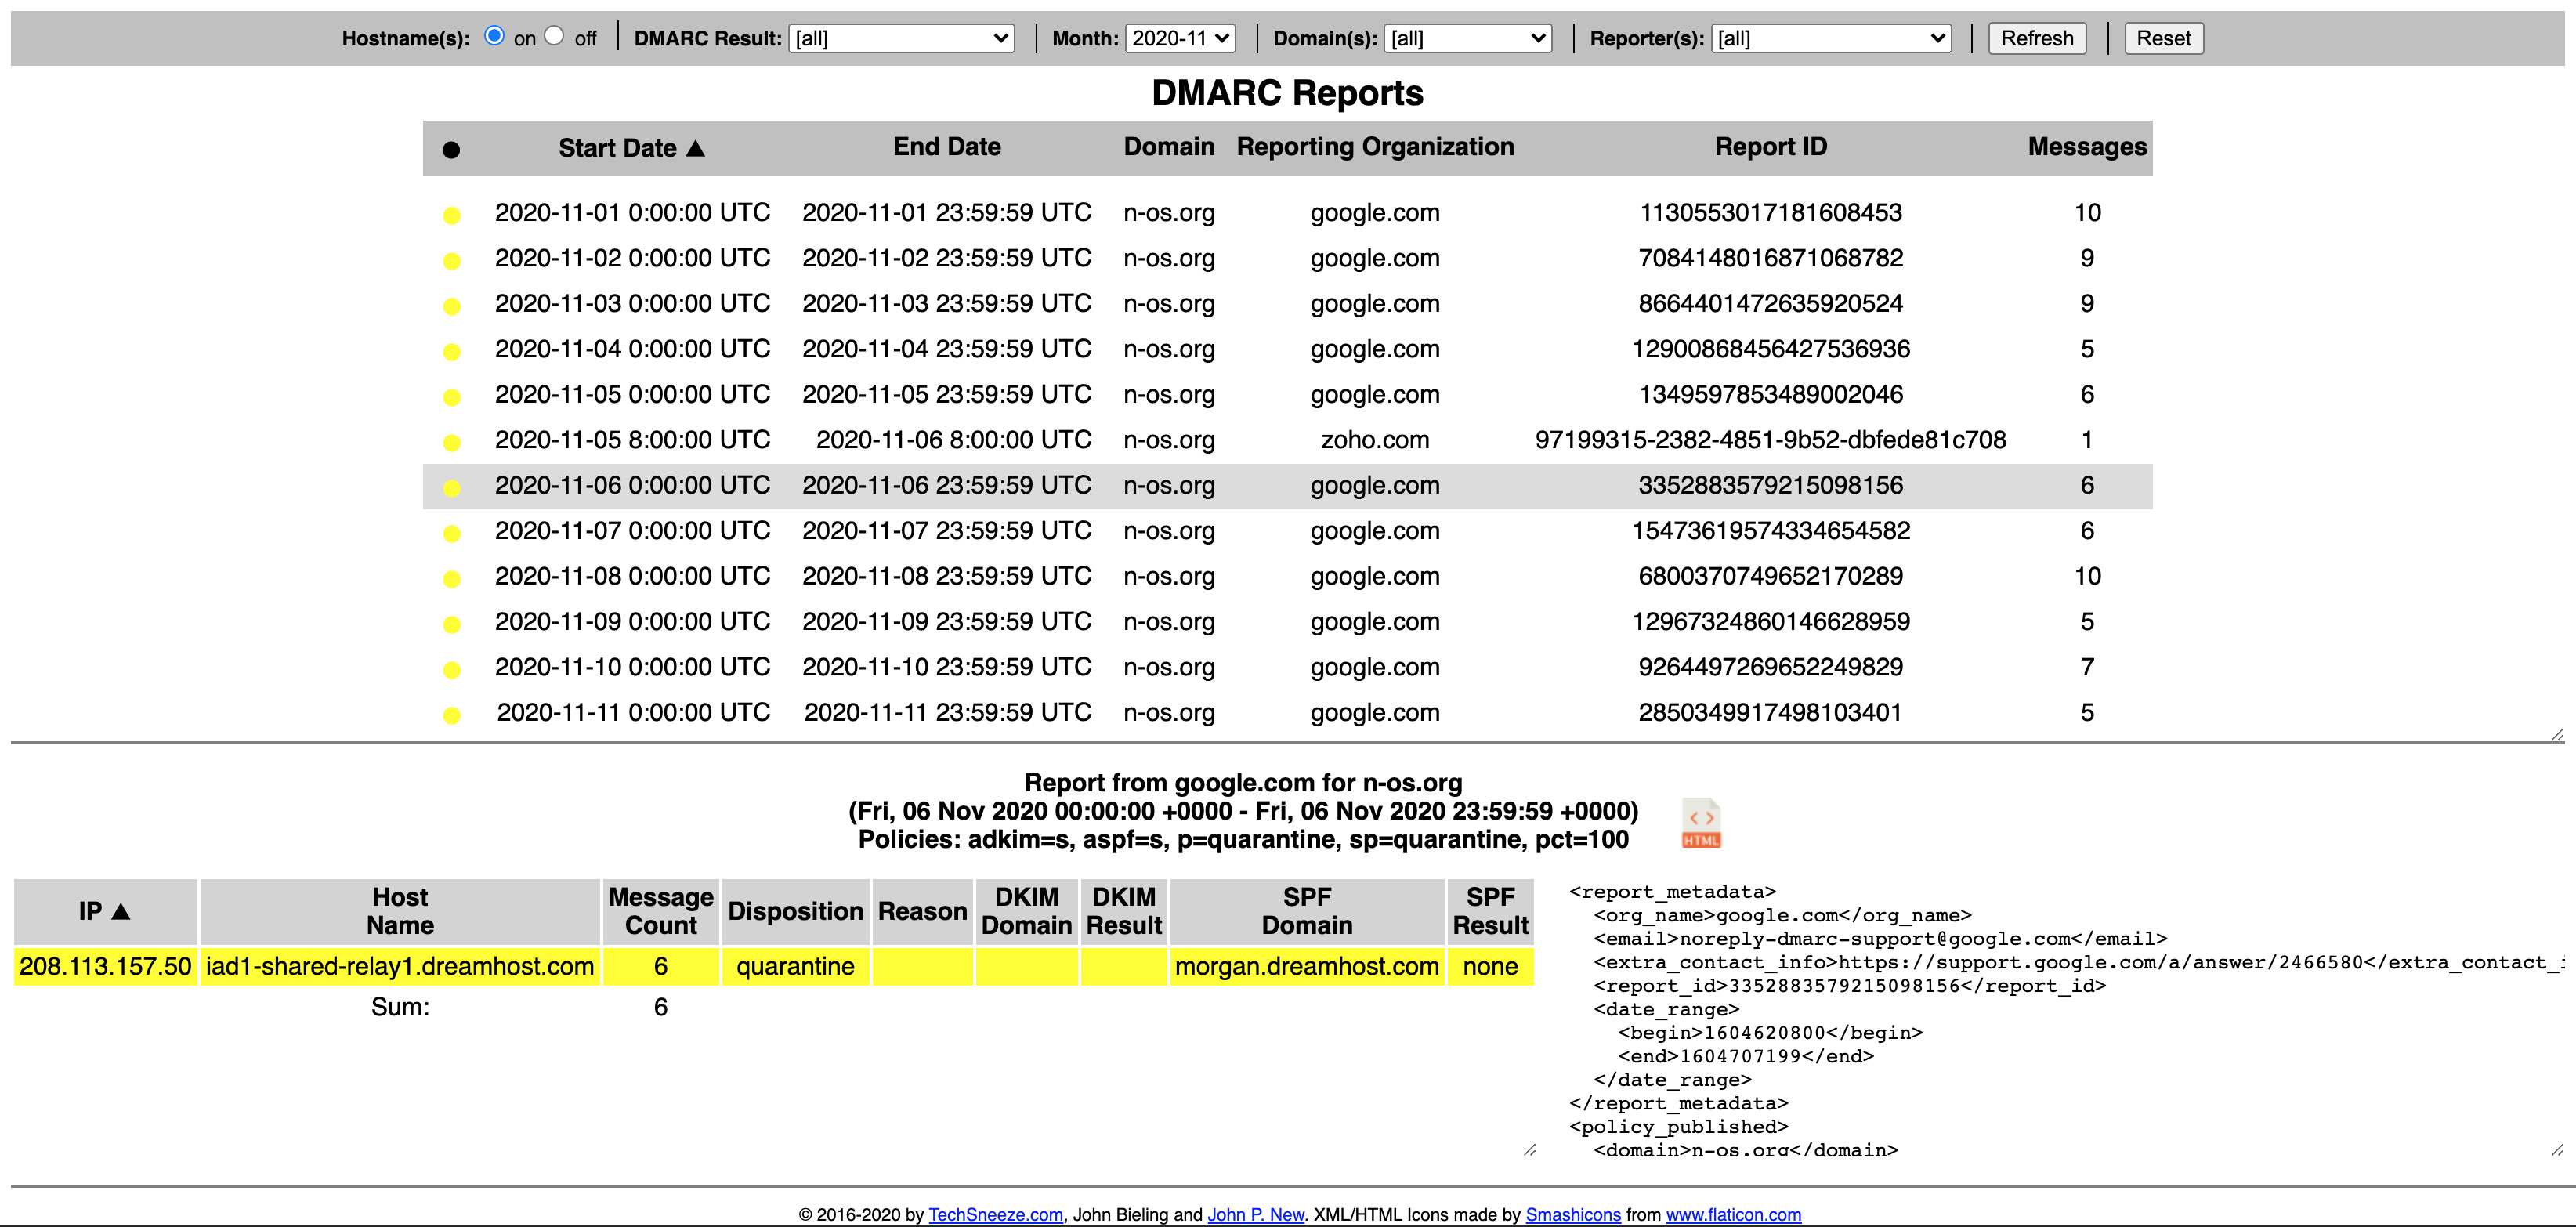 Hostname(s): on off DMARC Result: [all] Month: 2020-11 Domain(s): [all] Reporter(s): [all] Refresh Reset
DMARC Reports
● Start Date ▲ End Date Domain Reporting Organization Report ID Messages
2020-11-01 0:00:00 UTC 2020-11-01 23:59:59 UTC n-os.org google.com 1130553017181608453 10
2020-11-02 0:00:00 UTC 2020-11-02 23:59:59 UTC n-os.org google.com 7084148016871068782 9
2020-11-03 0:00:00 UTC 2020-11-03 23:59:59 UTC n-os.org google.com 8664401472635920524 9
2020-11-04 0:00:00 UTC 2020-11-04 23:59:59 UTC n-os.org google.com 12900868456427536936 5
2020-11-05 0:00:00 UTC 2020-11-05 23:59:59 UTC n-os.org google.com 1349597853489002046 6
2020-11-05 8:00:00 UTC 2020-11-06 8:00:00 UTC n-os.org zoho.com 97199315-2382-4851-9b52-dbfede81c708 1
2020-11-06 0:00:00 UTC 2020-11-06 23:59:59 UTC n-os.org google.com 3352883579215098156 6
2020-11-07 0:00:00 UTC 2020-11-07 23:59:59 UTC n-os.org google.com 15473619574334654582 6
2020-11-08 0:00:00 UTC 2020-11-08 23:59:59 UTC n-os.org google.com 6800370749652170289 10
2020-11-09 0:00:00 UTC 2020-11-09 23:59:59 UTC n-os.org google.com 12967324860146628959 5
2020-11-10 0:00:00 UTC 2020-11-10 23:59:59 UTC n-os.org google.com 9264497269652249829 7
2020-11-11 0:00:00 UTC 2020-11-11 23:59:59 UTC n-os.org google.com 2850349917498103401 5
Report from google.com for n-os.org
(Fri, 06 Nov 2020 00:00:00 +0000 - Fri, 06 Nov 2020 23:59:59 +0000)
Policies: adkim=s, aspf=s, p=quarantine, sp=quarantine, pct=100
HTML
IP ▲ Host Name Message Count Disposition Reason DKIM Domain DKIM Result SPF Domain SPF Result
208.113.157.50 iad1-shared-relay1.dreamhost.com 6 quarantine morgan.dreamhost.com none
Sum: 6
<report_metadata>
<org_name>google.com</org_name>
<email>noreply-dmarc-support@google.com</email>
<extra_contact_info>https://support.google.com/a/answer/2466580</extra_contact_i
<report_id>3352883579215098156</report_id>
<date_range>
<begin>1604620800</begin>
<end>1604707199</end>
</date_range>
</report_metadata>
<policy_published>
<domain>n-os.org</domain>
© 2016-2020 by TechSneeze.com, John Bieling and John P. New. XML/HTML Icons made by Smashicons from www.flaticon.com